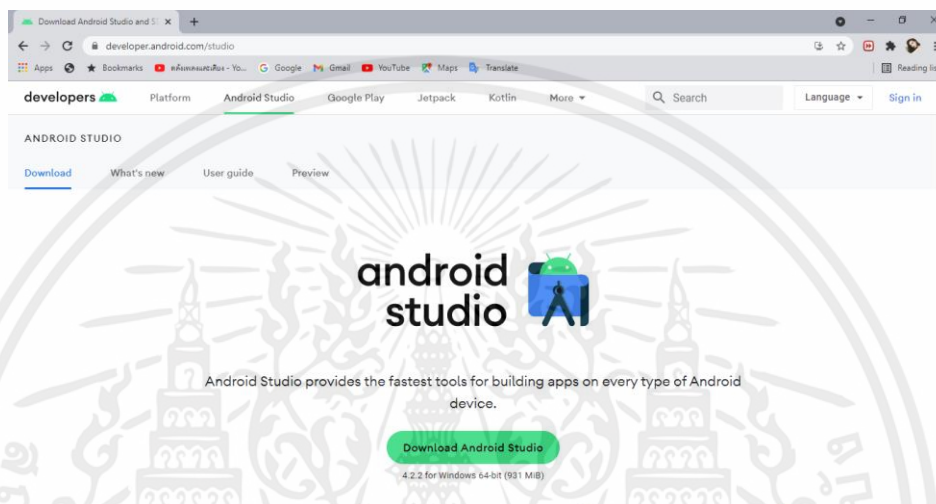 Download Android Studio and S
developer.android.com/studio
Apps Bookmarks Google Gmail YouTube Maps Translate Reading lis
developers Platform Android Studio Google Play Jetpack Kotlin More Search Language Sign in
ANDROID STUDIO
Download What's new User guide Preview
android
studio
Android Studio provides the fastest tools for building apps on every type of Android
device.
Download Android Studio
4.2.2 for Windows 64-bit (931 MiB)